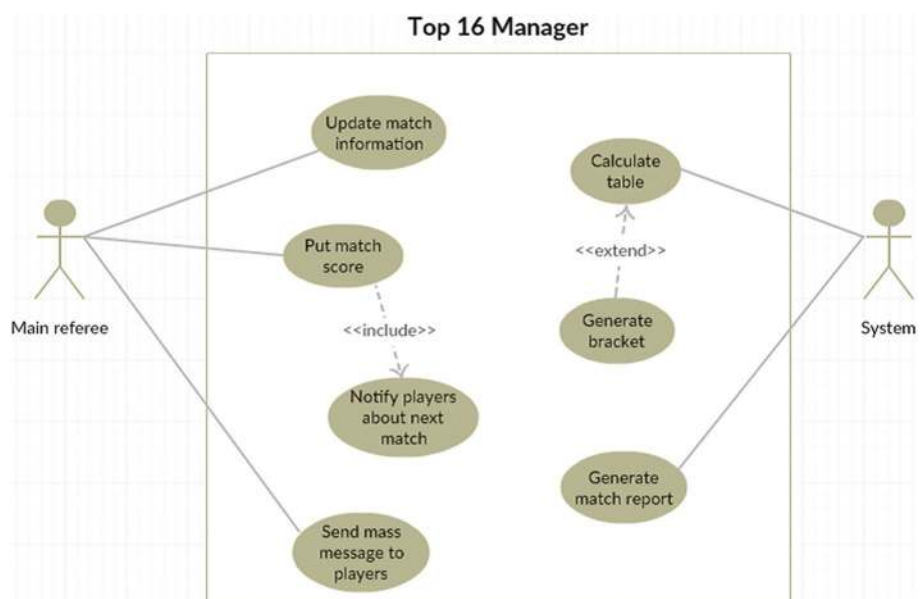 Top 16 Manager
Update match
information
Calculate
table
Put match
score
<<extend>>
Main referee
<<include>>
Generate
bracket
System
Notify players
about next
match
Generate
match report
Send mass
message to
players